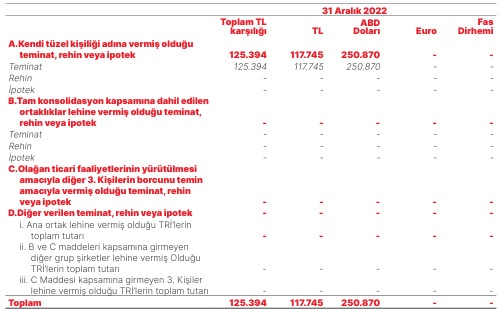 31 Aralık 2022
Toplam TL karşılığı TL ABD Doları Euro Fas Dirhemi
A.Kendi tüzel kişiliği adına vermiş olduğu
teminat, rehin veya ipotek 125.394 117.745 250.870 - -
Teminat 125.394 117.745 250.870 - -
Rehin - - - - -
İpotek - - - - -
B.Tam konsolidasyon kapsamına dahil edilen
ortaklıklar lehine vermiş olduğu teminat,
rehin veya ipotek - - - - -
Teminat - - - - -
Rehin - - - - -
İpotek - - - - -
C.Olağan ticari faaliyetlerinin yürütülmesi
amacıyla diğer 3. Kişilerin borcunu temin
amacıyla vermiş olduğu teminat, rehin
veya ipotek - - - - -
D.Diğer verilen teminat, rehin veya ipotek - - - - -
i. Ana ortak lehine vermiş olduğu TRİ'lerin
toplam tutarı - - - - -
ii. B ve C maddeleri kapsamına girmeyen
diğer grup şirketler lehine vermiş Olduğu
TRİ'lerin toplam tutarı - - - - -
iii. C Maddesi kapsamına girmeyen 3. Kişiler
lehine vermiş olduğu TRİ'lerin toplam tutarı - - - - -
Toplam 125.394 117.745 250.870 - -